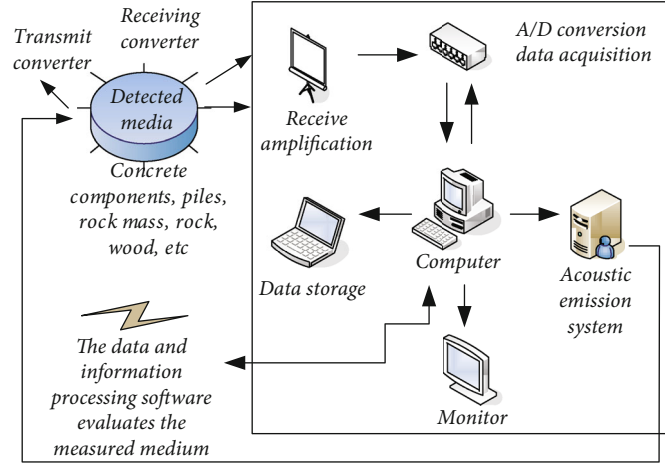 Transmit
converter
Receiving
converter
Detected
media
Concrete
components, piles,
rock mass, rock,
wood, etc
Receive
amplification
A/D conversion
data acquisition
Data storage
Computer
Acoustic
emission
system
Monitor
The data and
information
processing software
evaluates the
measured medium